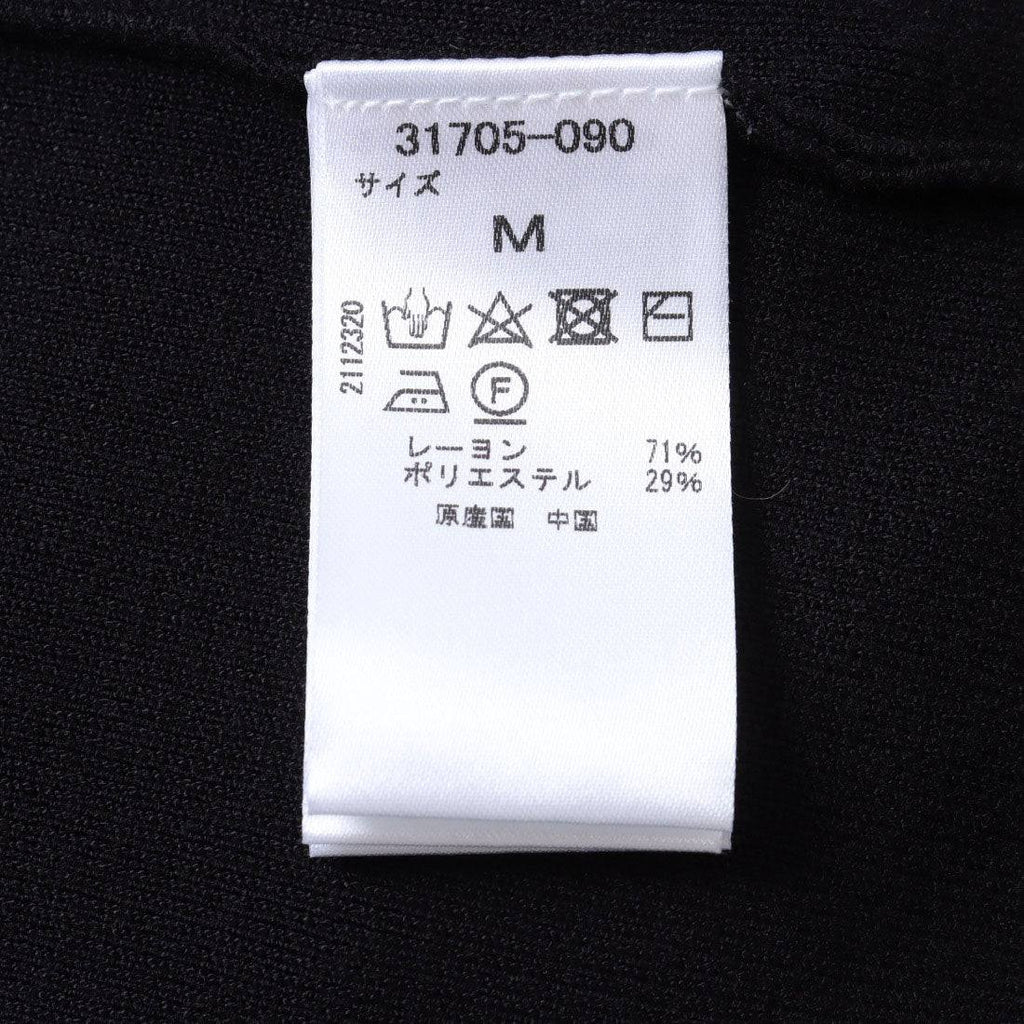 31705-090
サイズ
M
2112320
F
レーヨン 71%
ポリエステル 29%
原産国 中国